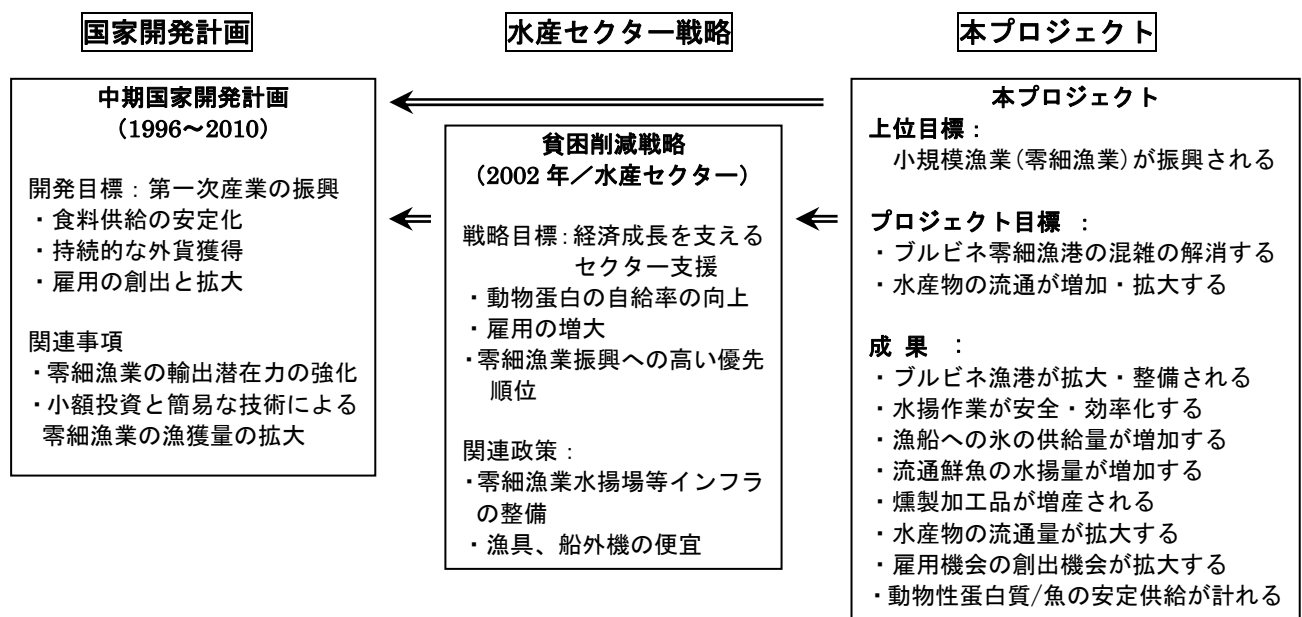 国家開発計画
水産セクター戦略
本プロジェクト
中期国家開発計画
(1996～2010)
開発目標：第一次産業の振興
・食料供給の安定化
・持続的な外貨獲得
・雇用の創出と拡大
関連事項
・零細漁業の輸出潜在力の強化
・小額投資と簡易な技術による
零細漁業の漁獲量の拡大
貧困削減戦略
(2002 年／水産セクター)
戦略目標：経済成長を支える
セクター支援
・動物蛋白の自給率の向上
・雇用の増大
・零細漁業振興への高い優先
順位
関連政策：
・零細漁業水揚場等インフラ
の整備
・漁具、船外機の便宜
本プロジェクト
上位目標：
小規模漁業(零細漁業)が振興される
プロジェクト目標 ：
・ブルビネ零細漁港の混雑の解消する
・水産物の流通が増加・拡大する
成 果 ：
・ブルビネ漁港が拡大・整備される
・水揚作業が安全・効率化する
・漁船への氷の供給量が増加する
・流通鮮魚の水揚量が増加する
・燻製加工品が増産される
・水産物の流通量が拡大する
・雇用機会の創出機会が拡大する
・動物性蛋白質/魚の安定供給が計れる